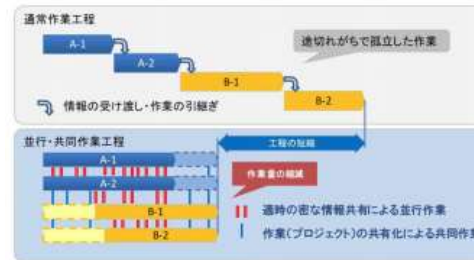 通常作業工程
A-1
途切れがちで孤立した作業
A-2
B-1
B-2
情報の受け渡し・作業の引継ぎ
並行・共同作業工程
工程の短縮
A-1
作業量の縮減
A-2
B-1
適時の密な情報共有による並行作業
B-2
作業(プロジェクト)の共有化による共同作業